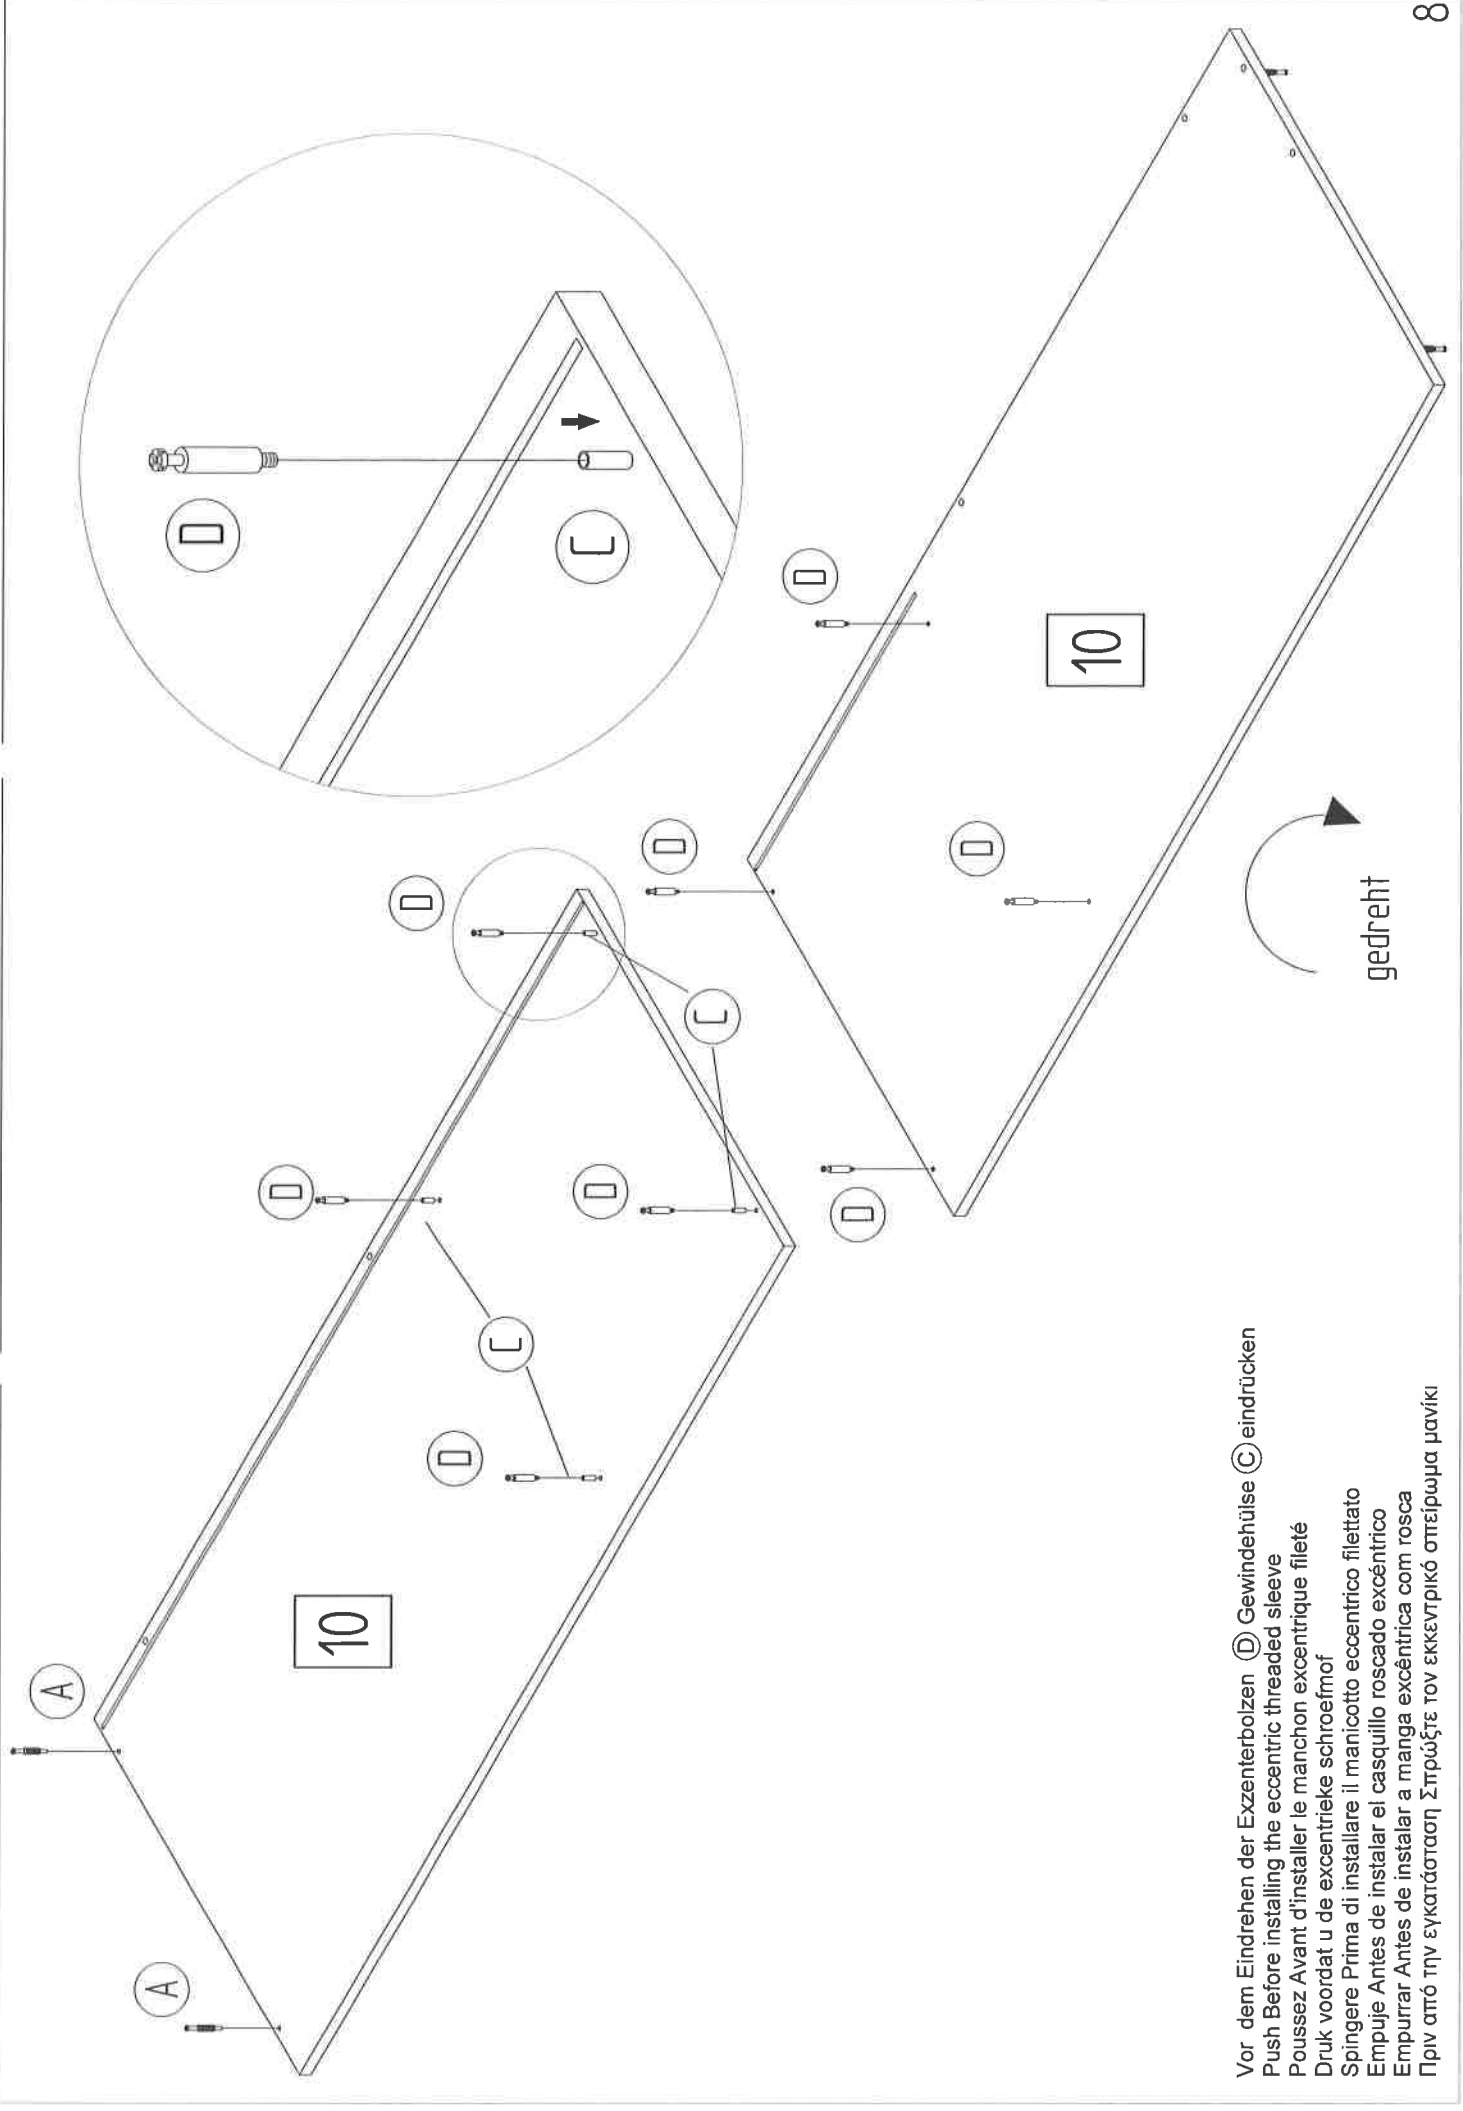 A
A
10
D
C
D
D
C
D
D
C
D
D
10
D
D
gedreht
Vor dem Eindrehen der Exzenterbolzen D Gewindehülse C eindrücken
Push Before installing the eccentric threaded sleeve
Poussez Avant d'installer le manchon excentrique fileté
Druk voordat u de excentrieke schroefmof
Spingere Prima di installare il manicotto eccentrico filettato
Empuje Antes de instalar el casquillo roscado excéntrico
Empurrar Antes de instalar a manga excêntrica com rosca
Πριν από την εγκατάσταση Σπρώξτε τον εκκεντρικό σπείρωμα μανίκι
8